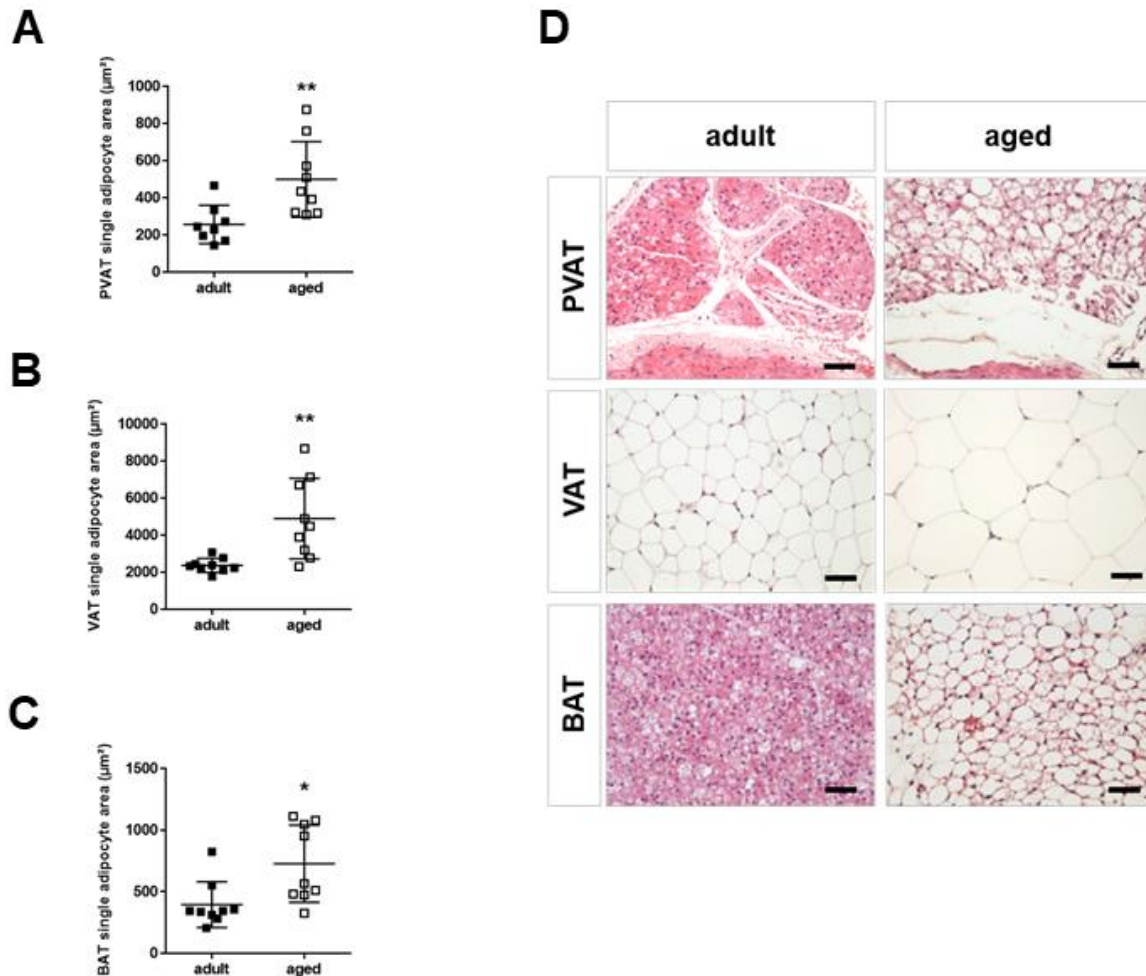 A
PVAT single adipocyte area (µm²)
1000
800
600
400
200
0
**
adult
aged
B
VAT single adipocyte area (µm²)
10000
8000
6000
4000
2000
0
**
adult
aged
C
BAT single adipocyte area (µm²)
1500
1000
500
0
*
adult
aged
D
adult
aged
PVAT
VAT
BAT